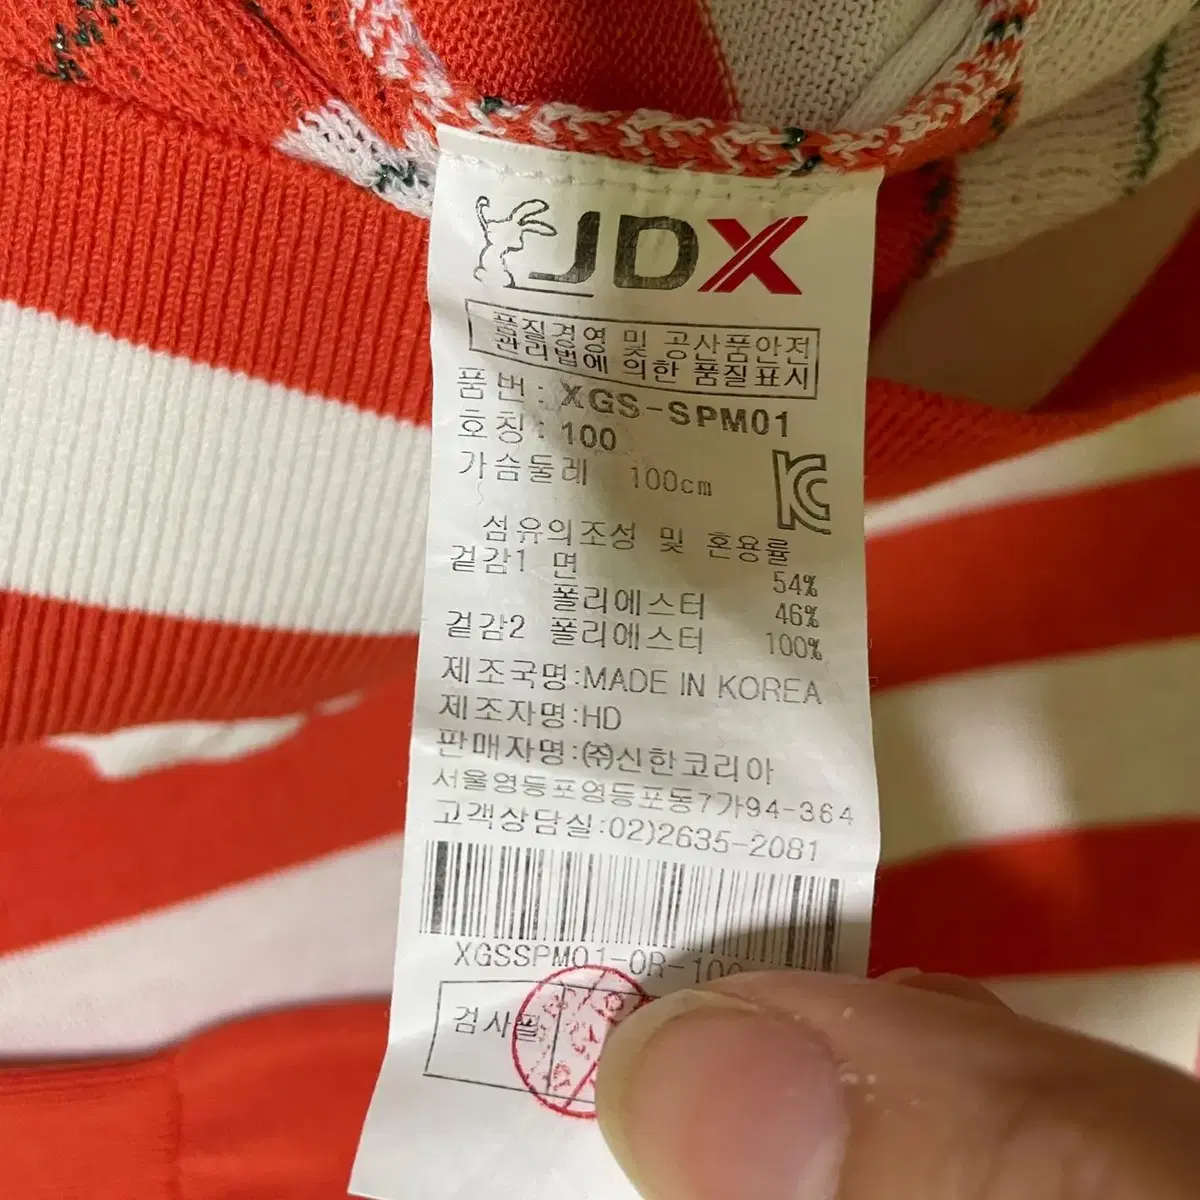 JDX
품질경영 및 공산품안전
관리법에 의한 품질표시
품번: XGS-SPM01
호칭: 100
가슴둘레 100cm
섬유의조성 및 혼용률
겉감1 면 54%
폴리에스터 46%
겉감2 폴리에스터 100%
제조국명:MADE IN KOREA
제조자명:HD
판매자명:㈜신한코리아
서울영등포영등포동7가94-364
고객상담실:02)2635-2081
XGSSPM01-OR-100
검사필